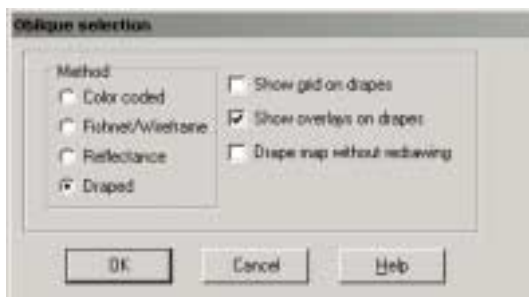 Oblique selection
Method
Color coded
Fishnet/Wireframe
Reflectance
Draped
Show grid on drapes
Show overlays on drapes
Drape map without redrawing
OK
Cancel
Help